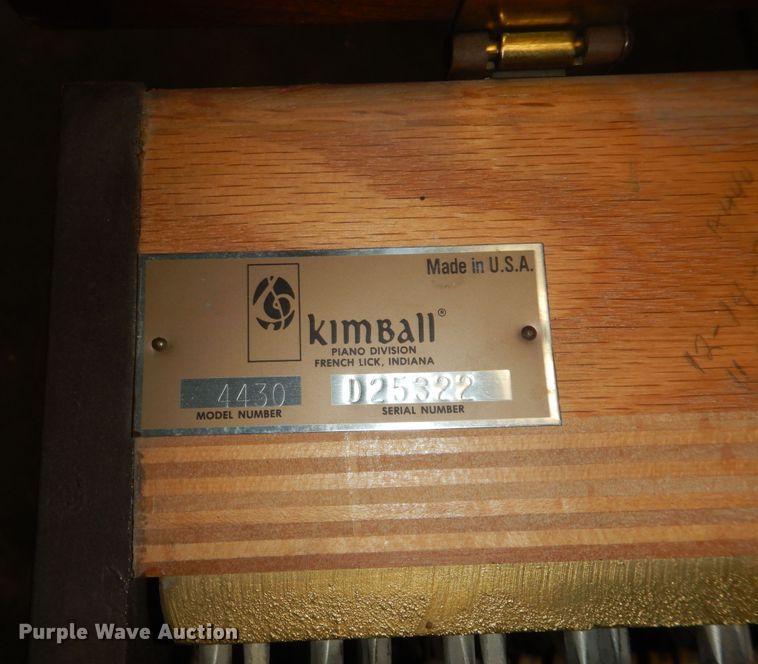 Made in U.S.A.
KIMBall®
PIANO DIVISION
FRENCH LICK, INDIANA
4430
MODEL NUMBER
D25322
SERIAL NUMBER
Purple Wave Auction